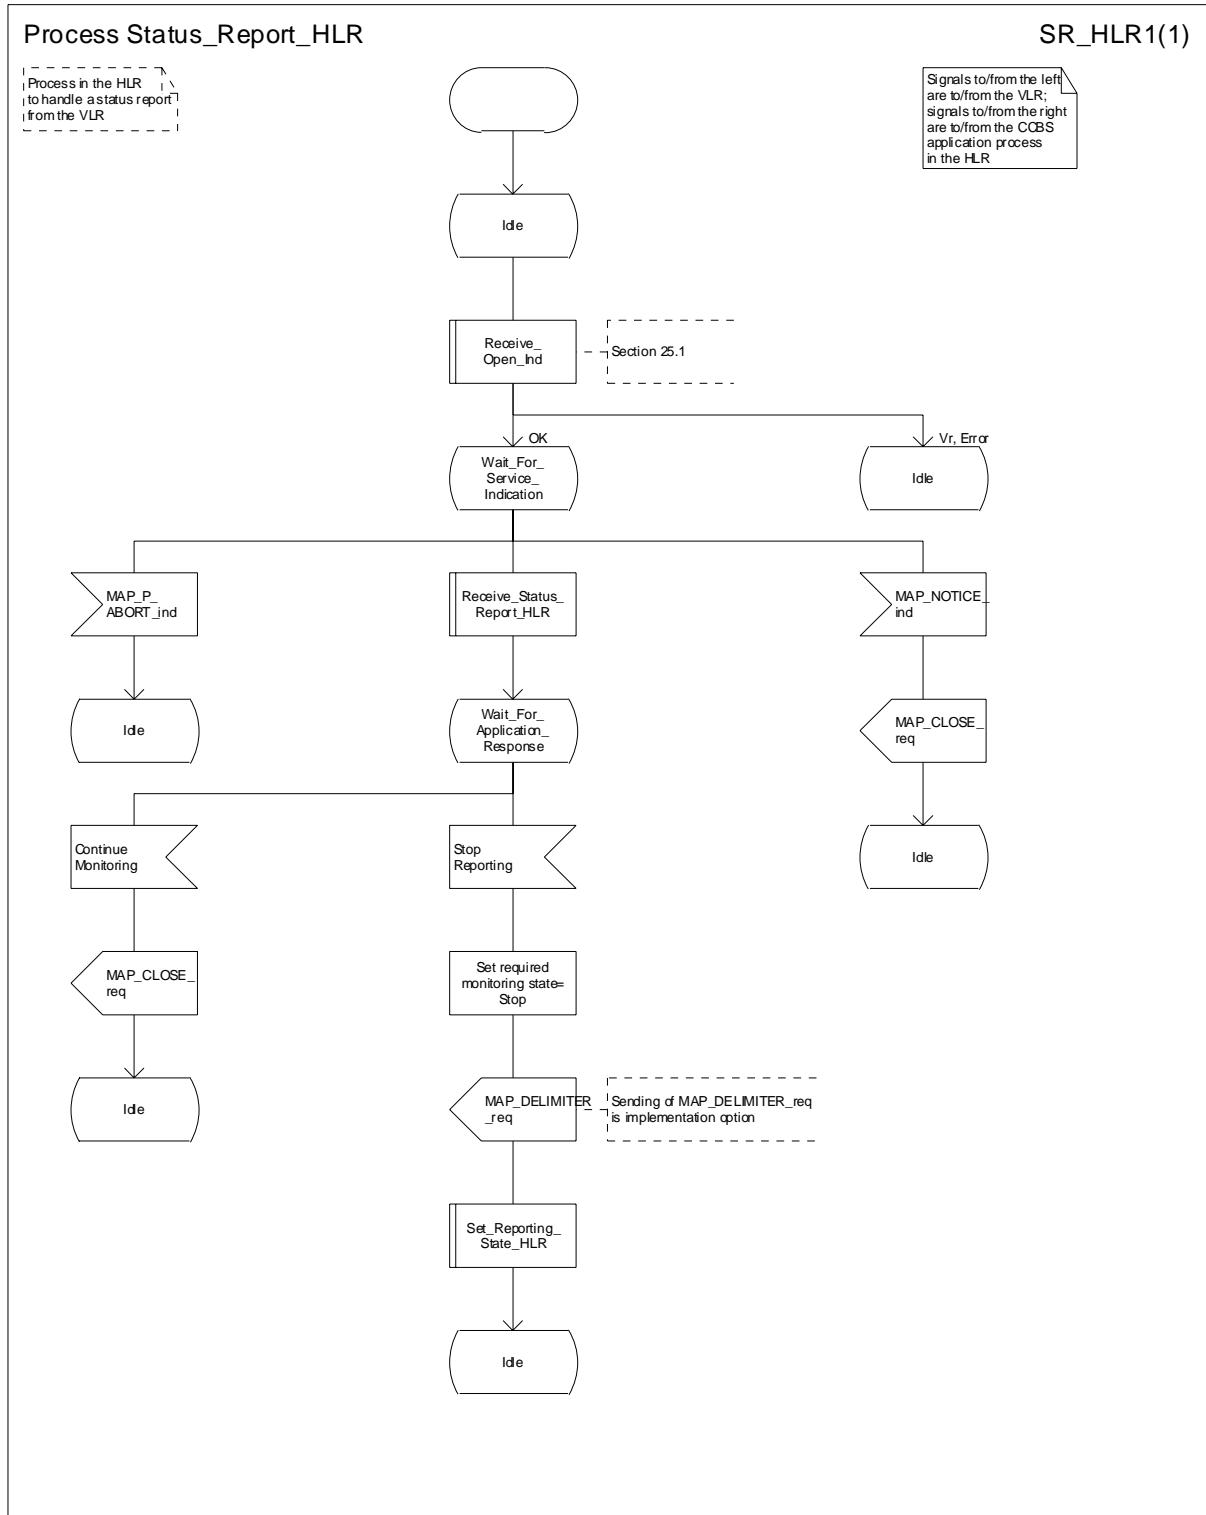 Process Status_Report_HLR
SR_HLR1(1)
Process in the HLR
to handle a status report
from the VLR
Signals to/from the left
are to/from the VLR;
signals to/from the right
are to/from the CCBS
application process
in the HLR
Idle
Receive_
Open_Ind
Section 25.1
OK
Vr, Error
Wait_For_
Service_
Indication
Idle
MAP_P_
ABORT_ind
Receive_Status_
Report_HLR
MAP_NOTICE_
ind
Idle
Wait_For_
Application_
Response
MAP_CLOSE_
req
Continue
Monitoring
Stop
Reporting
Idle
MAP_CLOSE_
req
Set required
monitoring state=
Stop
Idle
MAP_DELIMITER
_req
Sending of MAP_DELIMITER_req
is implementation option
Set_Reporting_
State_HLR
Idle